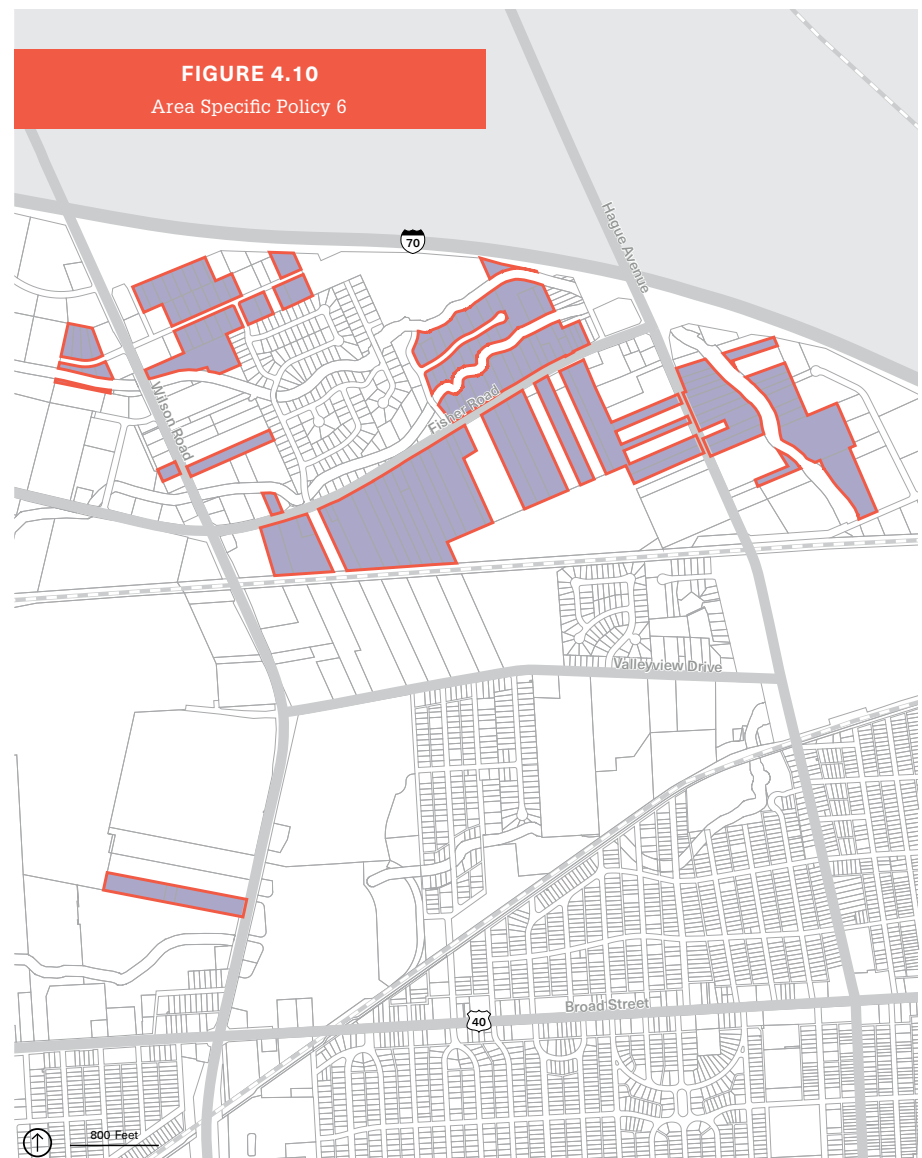 FIGURE 4.10
Area Specific Policy 6
Hague Avenue
70
Wilson Road
Fisher Road
Valleyview Drive
Broad Street
40
800 Feet